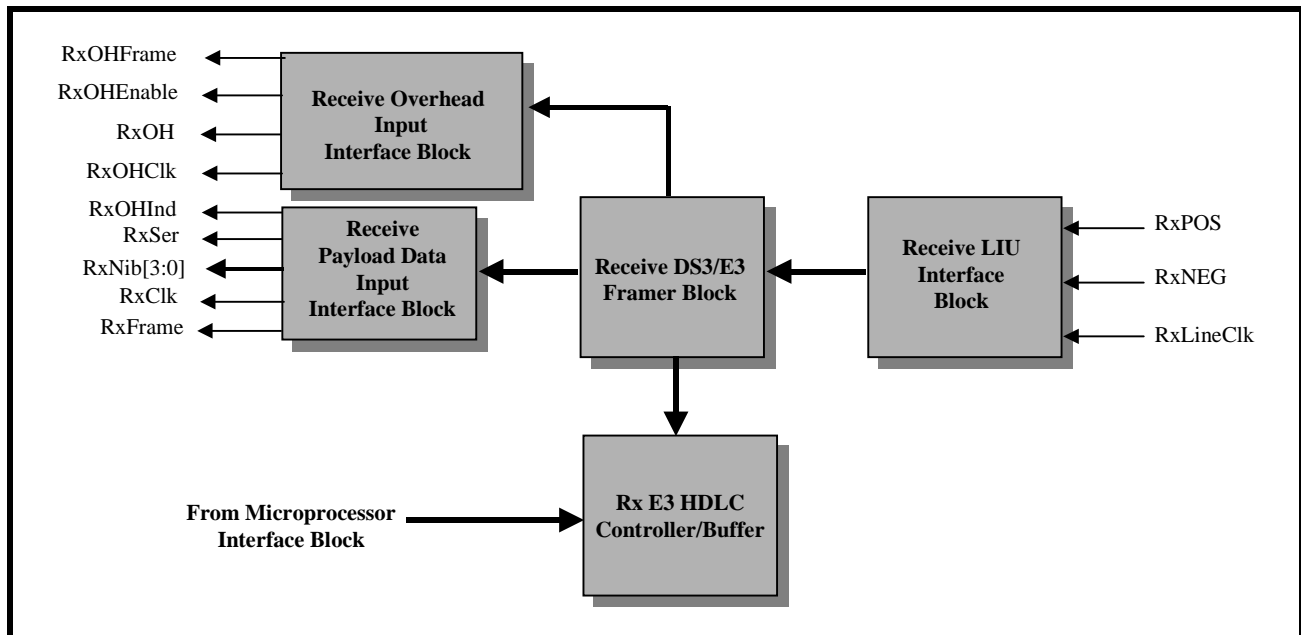 RxOHFrame
RxOHEnable
RxOH
RxOHClk
Receive Overhead
Input
Interface Block
RxOHInd
RxSer
RxNib[3:0]
RxClk
RxFrame
Receive
Payload Data
Input
Interface Block
Receive DS3/E3
Framer Block
Receive LIU
Interface
Block
RxPOS
RxNEG
RxLineClk
From Microprocessor
Interface Block
Rx E3 HDLC
Controller/Buffer